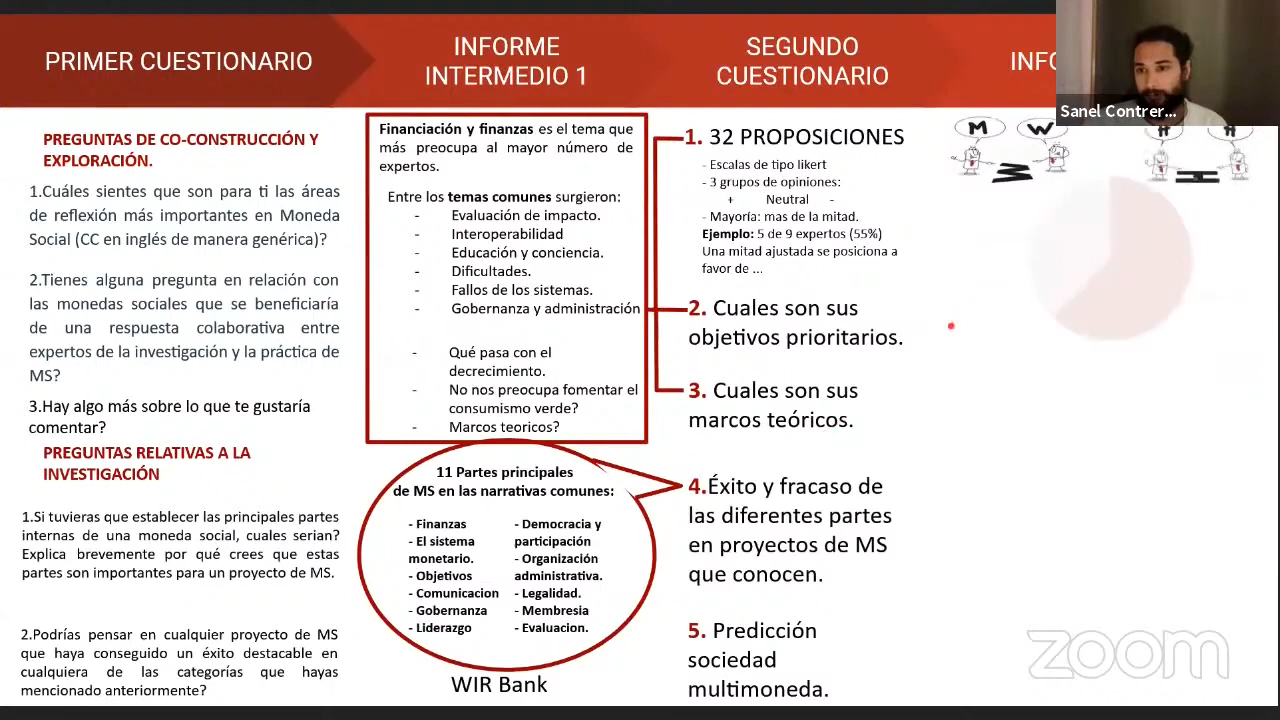 PRIMER CUESTIONARIO
INFORME
INTERMEDIO 1
SEGUNDO
CUESTIONARIO
Sanel Contrer...
PREGUNTAS DE CO-CONSTRUCCIÓN Y
EXPLORACIÓN.
1.Cuáles sientes que son para ti las áreas
de reflexión más importantes en Moneda
Social (CC en inglés de manera genérica)?
2.Tienes alguna pregunta en relación con
las monedas sociales que se beneficiaría
de una respuesta colaborativa entre
expertos de la investigación y la práctica de
MS?
3.Hay algo más sobre lo que te gustaría
comentar?
PREGUNTAS RELATIVAS A LA
INVESTIGACIÓN
1.Si tuvieras que establecer las principales partes
internas de una moneda social, cuales serian?
Explica brevemente por qué crees que estas
partes son importantes para un proyecto de MS.
2.Podrías pensar en cualquier proyecto de MS
que haya conseguido un éxito destacable en
cualquiera de las categorías que hayas
mencionado anteriormente?
Financiación y finanzas es el tema que
más preocupa al mayor número de
expertos.
Entre los temas comunes surgieron:
- Evaluación de impacto.
- Interoperabilidad
- Educación y conciencia.
- Dificultades.
- Fallos de los sistemas.
- Gobernanza y administración
- Qué pasa con el
decrecimiento.
- No nos preocupa fomentar el
consumismo verde?
- Marcos teoricos?
11 Partes principales
de MS en las narrativas comunes:
- Finanzas
- El sistema
monetario.
- Objetivos
- Comunicacion
- Gobernanza
- Liderazgo
- Democracia y
participación
- Organización
administrativa.
- Legalidad.
- Membresia
- Evaluacion.
WIR Bank
1. 32 PROPOSICIONES
- Escalas de tipo likert
- 3 grupos de opiniones:
+ Neutral -
- Mayoría: mas de la mitad.
Ejemplo: 5 de 9 expertos (55%)
Una mitad ajustada se posiciona a
favor de ...
2. Cuales son sus
objetivos prioritarios.
3. Cuales son sus
marcos teóricos.
4.Éxito y fracaso de
las diferentes partes
en proyectos de MS
que conocen.
5. Predicción
sociedad
multimoneda.
M W
zoom